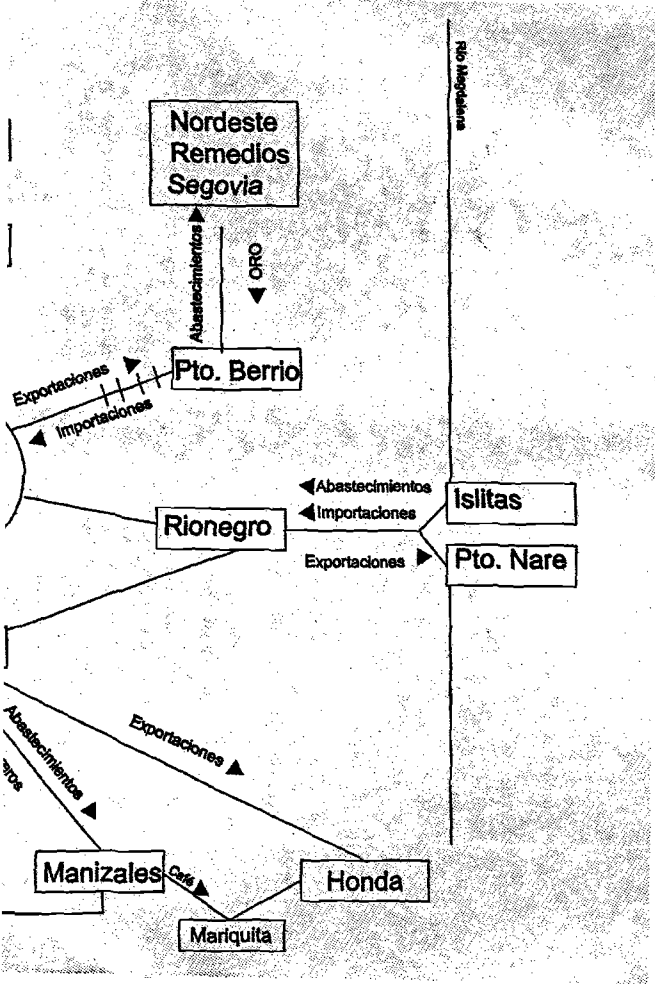 Río Magdalena
Nordeste
Remedios
Segovia
Abastecimientos
ORO
Pto. Berrio
Exportaciones
Importaciones
Abastecimientos
Importaciones
Islitas
Rionegro
Exportaciones
Pto. Nare
Exportaciones
Abastecimientos
Manizales
Café
Honda
Mariquita